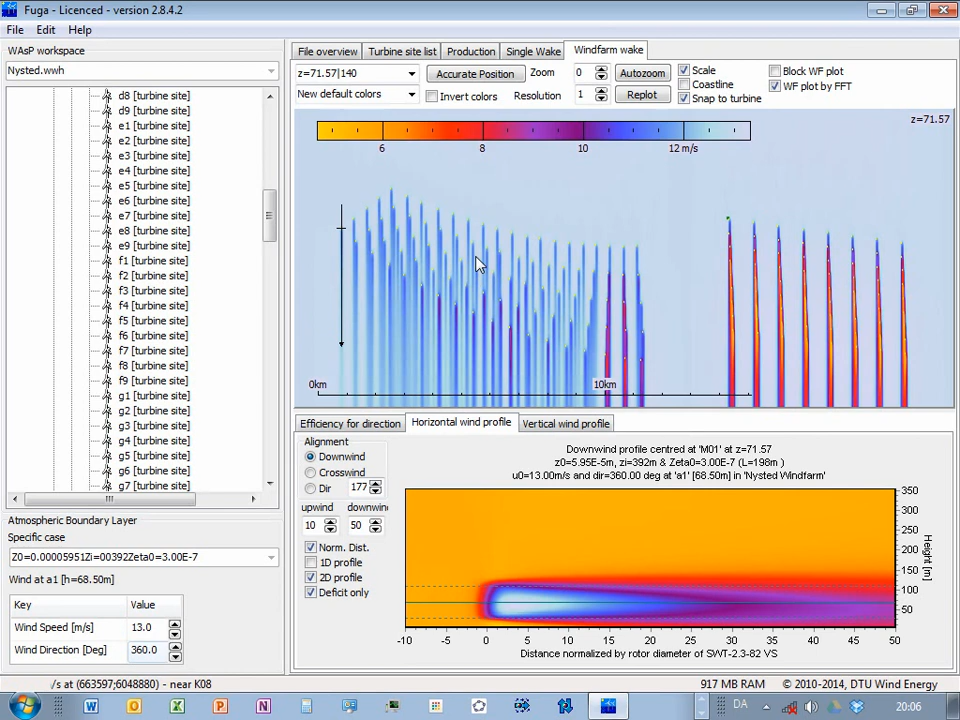 Fuga - Licenced - version 2.8.4.2
File Edit Help
WAsP workspace
Nysted.wwh
d8 [turbine site]
d9 [turbine site]
e1 [turbine site]
e2 [turbine site]
e3 [turbine site]
e4 [turbine site]
e5 [turbine site]
e6 [turbine site]
e7 [turbine site]
e8 [turbine site]
e9 [turbine site]
f1 [turbine site]
f2 [turbine site]
f3 [turbine site]
f4 [turbine site]
f5 [turbine site]
f6 [turbine site]
f7 [turbine site]
f8 [turbine site]
f9 [turbine site]
g1 [turbine site]
g2 [turbine site]
g3 [turbine site]
g4 [turbine site]
g5 [turbine site]
g6 [turbine site]
g7 [turbine site]
Atmospheric Boundary Layer
Specific case
Z0=0.00005951Zi=00392Zeta0=3.00E-7
Wind at a1 [h=68.50m]
Key Value
Wind Speed [m/s] 13.0
Wind Direction [Deg] 360.0
File overview Turbine site list Production Single Wake Windfarm wake
z=71.57|140 Accurate Position Zoom 0 Autozoom
New default colors Invert colors Resolution 1 Replot
Scale Block WF plot
Coastline WF plot by FFT
Snap to turbine
z=71.57
6 8 10 12 m/s
0km 10km
Efficiency for direction Horizontal wind profile Vertical wind profile
Alignment
Downwind
Crosswind
Dir 177
upwind downwin
10 50
Norm. Dist.
1D profile
2D profile
Deficit only
Downwind profile centred at 'M01' at z=71.57
z0=5.95E-5m, zi=392m & Zeta0=3.00E-7 (L=198m)
u0=13.00m/s and dir=360.00 deg at 'a1' [68.50m] in 'Nysted Windfarm'
350
300
250
200
150
100
50
Height [m]
-10 -5 0 5 10 15 20 25 30 35 40 45 50
Distance normalized by rotor diameter of SWT-2.3-82 VS
/s at (663597;6048880) - near K08 917 MB RAM © 2010-2014, DTU Wind Energy
DA 20:06